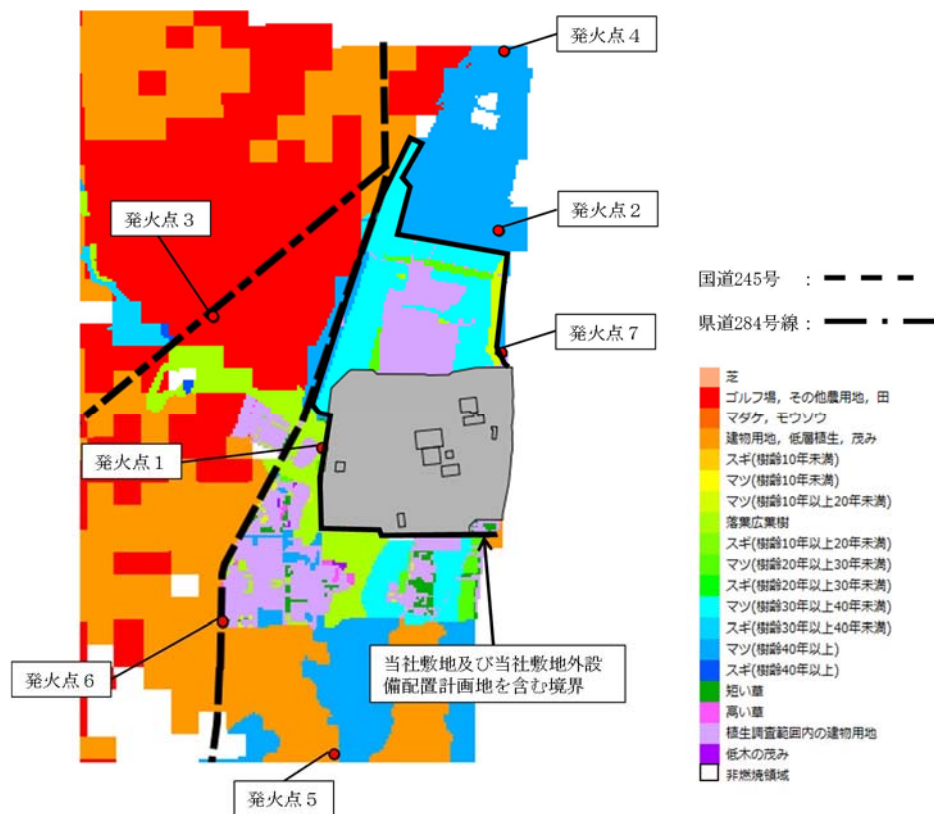 発火点4
発火点2
発火点3
国道245号 :
県道284号線:
発火点7
芝
ゴルフ場，その他農用地，田
マダケ，モウソウ
建物用地，低層植生，茂み
スギ(樹齢10年未満)
マツ(樹齢10年未満)
マツ(樹齢10年以上20年未満)
落葉広葉樹
スギ(樹齢10年以上20年未満)
マツ(樹齢20年以上30年未満)
スギ(樹齢20年以上30年未満)
マツ(樹齢30年以上40年未満)
スギ(樹齢30年以上40年未満)
マツ(樹齢40年以上)
スギ(樹齢40年以上)
短い草
高い草
植生調査範囲内の建物用地
低木の茂み
非燃焼領域
発火点1
当社敷地及び当社敷地外設
備配置計画地を含む境界
発火点6
発火点5